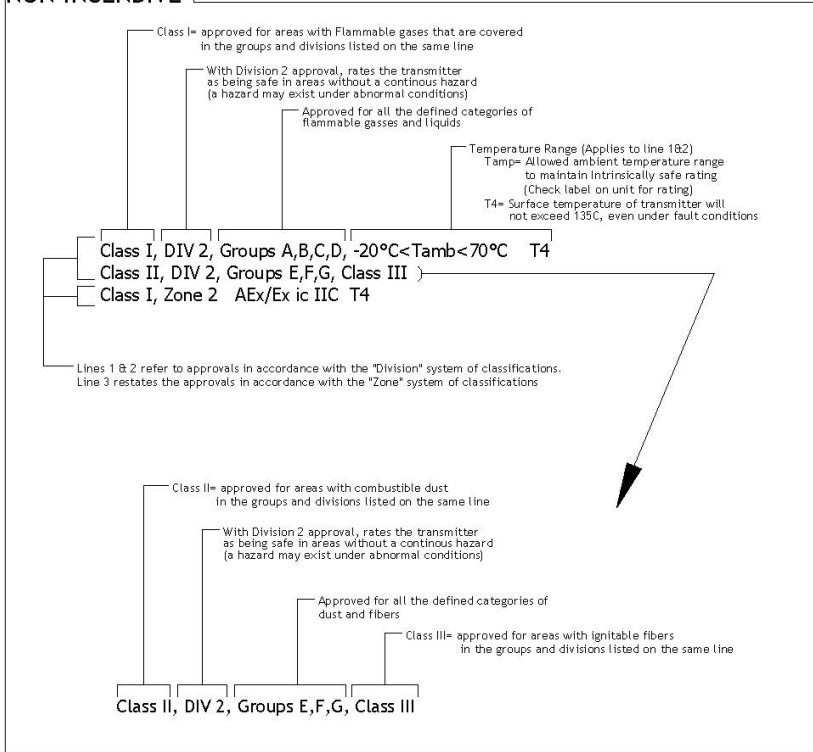 NON-INCENDIVE
Class I= approved for areas with Flammable gases that are covered
in the groups and divisions listed on the same line
With Division 2 approval, rates the transmitter
as being safe in areas without a continous hazard
(a hazard may exist under abnormal conditions)
Approved for all the defined categories of
flammable gasses and liquids
Temperature Range (Applies to line 1&2)
Tamp= Allowed ambient temperature range
to maintain Intrinsically safe rating
(Check label on unit for rating)
T4= Surface temperature of transmitter will
not exceed 135C, even under fault conditions
Class I, DIV 2, Groups A,B,C,D, -20°C<Tamb<70°C T4
Class II, DIV 2, Groups E,F,G, Class III
Class I, Zone 2 AEx/Ex ic IIC T4
Lines 1 & 2 refer to approvals in accordance with the "Division" system of classifications.
Line 3 restates the approvals in accordance with the "Zone" system of classifications
Class II= approved for areas with combustible dust
in the groups and divisions listed on the same line
With Division 2 approval, rates the transmitter
as being safe in areas without a continous hazard
(a hazard may exist under abnormal conditions)
Approved for all the defined categories of
dust and fibers
Class III= approved for areas with ignitable fibers
in the groups and divisions listed on the same line
Class II, DIV 2, Groups E,F,G, Class III